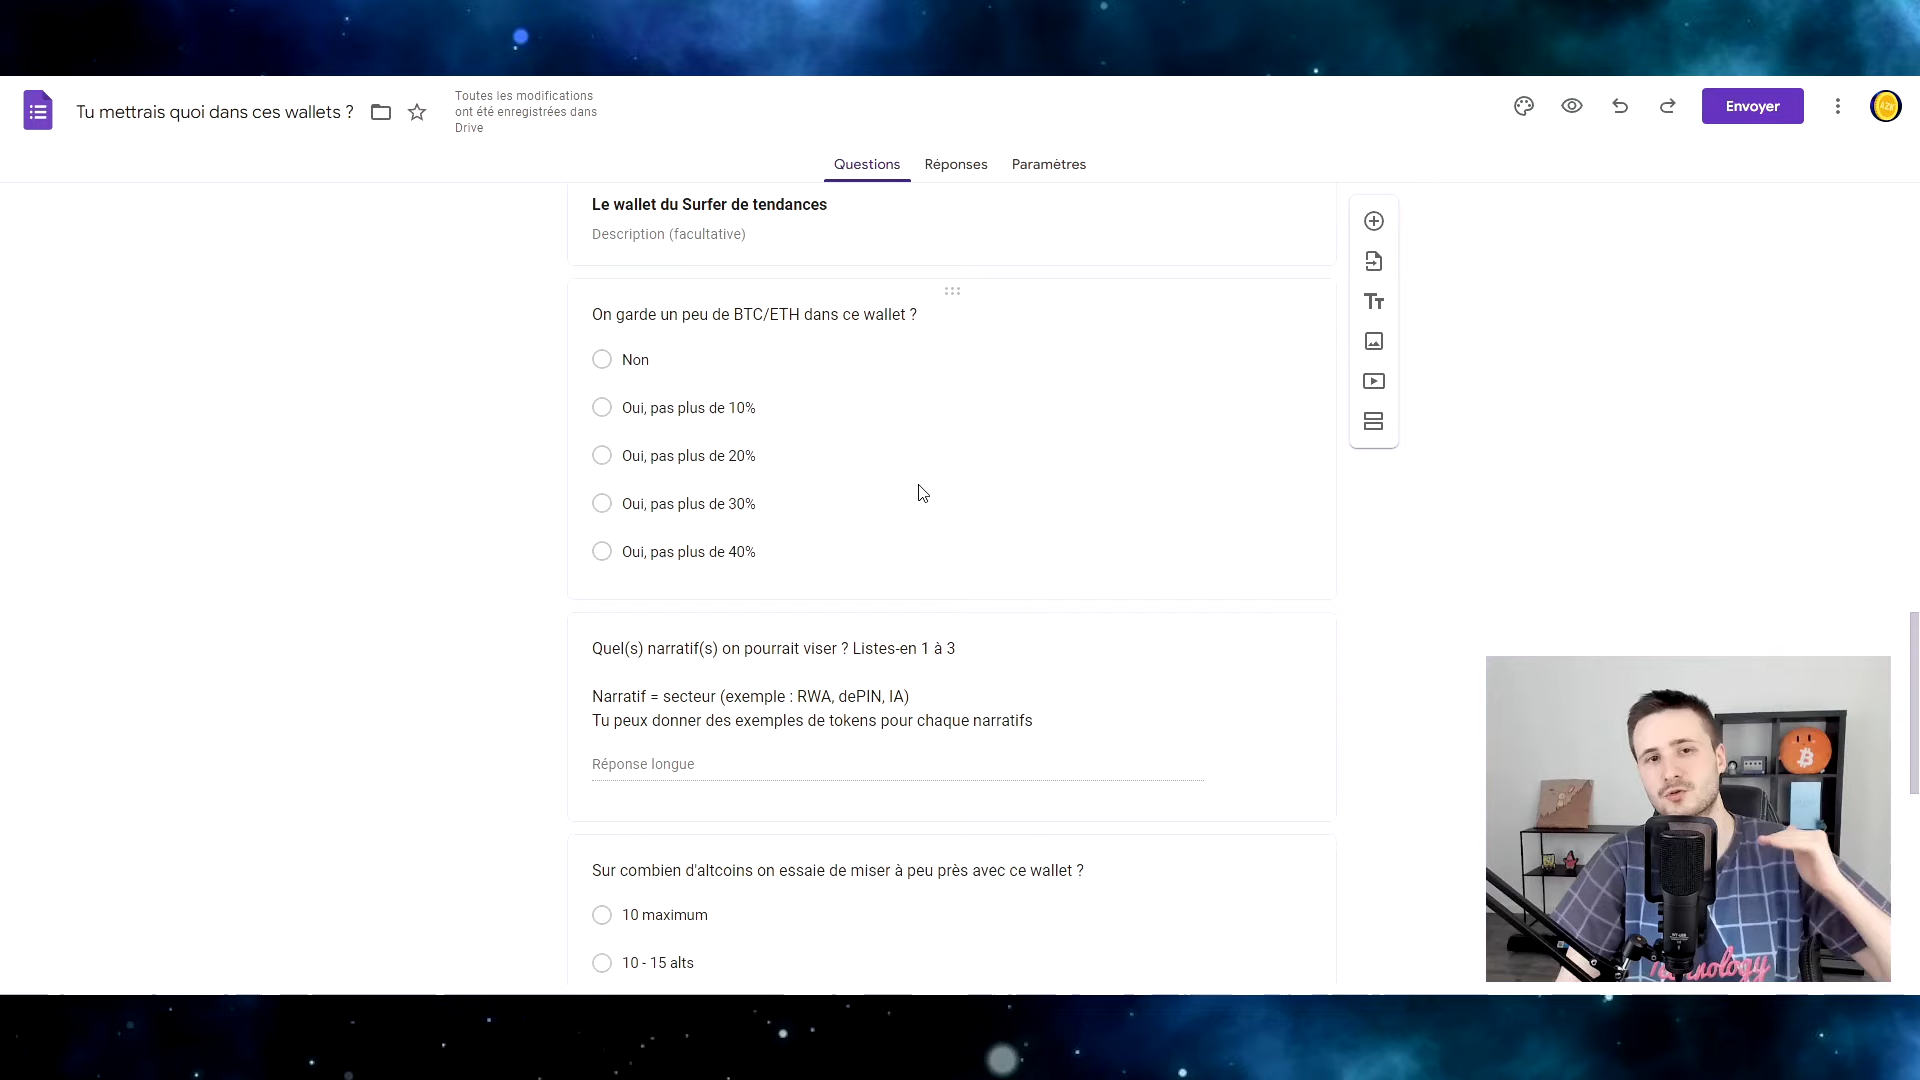 Tu mettrais quoi dans ces wallets ?
Toutes les modifications
ont été enregistrées dans
Drive
Envoyer
Questions
Réponses
Paramètres
Le wallet du Surfer de tendances
Description (facultative)
On garde un peu de BTC/ETH dans ce wallet ?
Non
Oui, pas plus de 10%
Oui, pas plus de 20%
Oui, pas plus de 30%
Oui, pas plus de 40%
Quel(s) narratif(s) on pourrait viser ? Listes-en 1 à 3
Narratif = secteur (exemple : RWA, dePIN, IA)
Tu peux donner des exemples de tokens pour chaque narratifs
Réponse longue
Sur combien d'altcoins on essaie de miser à peu près avec ce wallet ?
10 maximum
10 - 15 alts